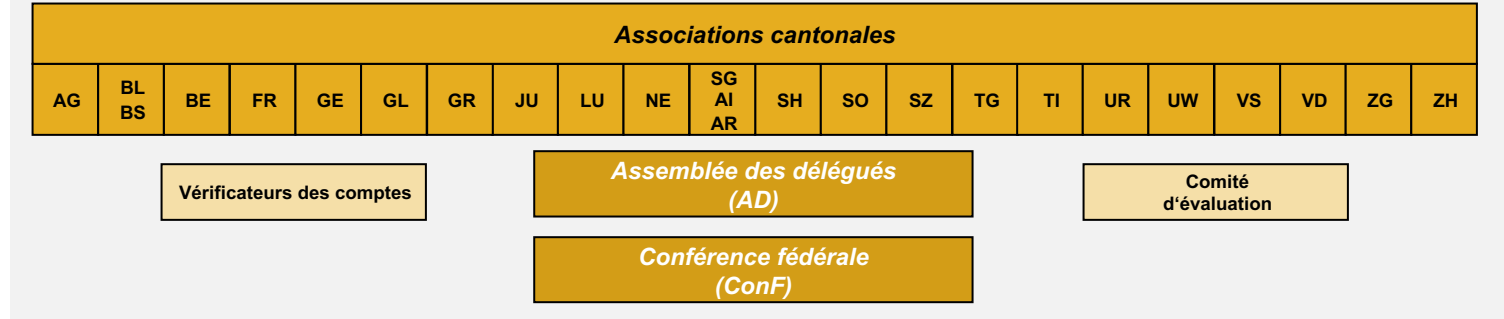 Associations cantonales
AG
BL
BS
BE
FR
GE
GL
GR
JU
LU
NE
SG
AI
AR
SH
SO
SZ
TG
TI
UR
UW
VS
VD
ZG
ZH
Vérificateurs des comptes
Assemblée des délégués
(AD)
Comité
d‘évaluation
Conférence fédérale
(ConF)